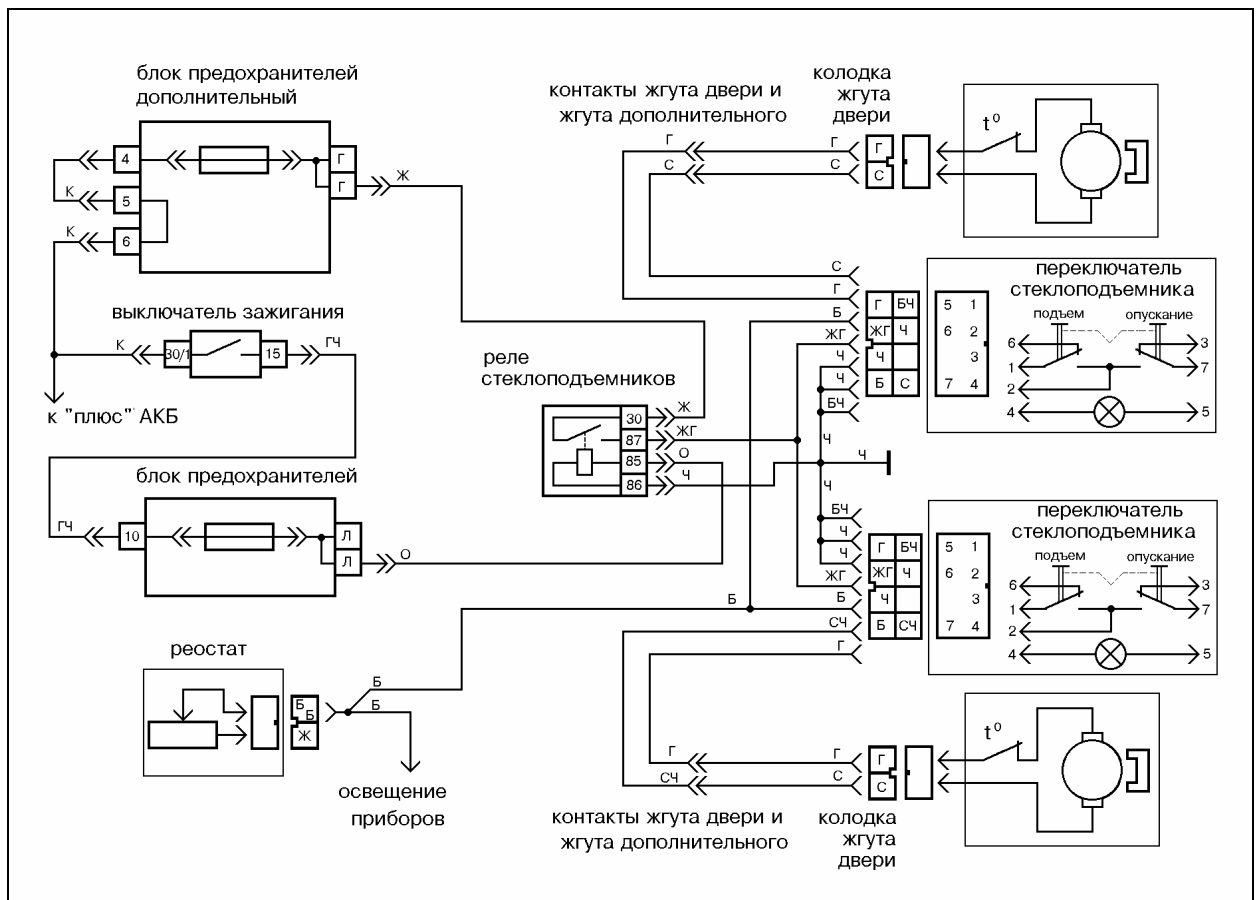 блок предохранителей
дополнительный
4
К
5
К
6
Г
Г
Ж
выключатель зажигания
К
30/1
15
ГЧ
к "плюс" АКБ
блок предохранителей
ГЧ
10
Л
Л
О
реостат
Б
Б
Ж
Б
Б
освещение
приборов
реле
стеклоподъемников
30
87
85
86
Ж
ЖГ
О
Ч
Б
контакты жгута двери и
жгута дополнительного
колодка
жгута
двери
Г
С
Г
С
Г
С
t⁰
С
Г
Б
ЖГ
Ч
Ч
БЧ
Г БЧ
ЖГ Ч
Ч
Б С
5 1
6 2
3
7 4
переключатель
стеклоподъемника
подъем
опускание
6
3
1
7
2
4
5
Ч
Ч
Ч
БЧ
Ч
Ч
ЖГ
Б
СЧ
Г
Г БЧ
ЖГ Ч
Ч
Б СЧ
5 1
6 2
3
7 4
переключатель
стеклоподъемника
подъем
опускание
6
3
1
7
2
4
5
Г
СЧ
Г
С
Г
С
t⁰
контакты жгута двери и
жгута дополнительного
колодка
жгута
двери